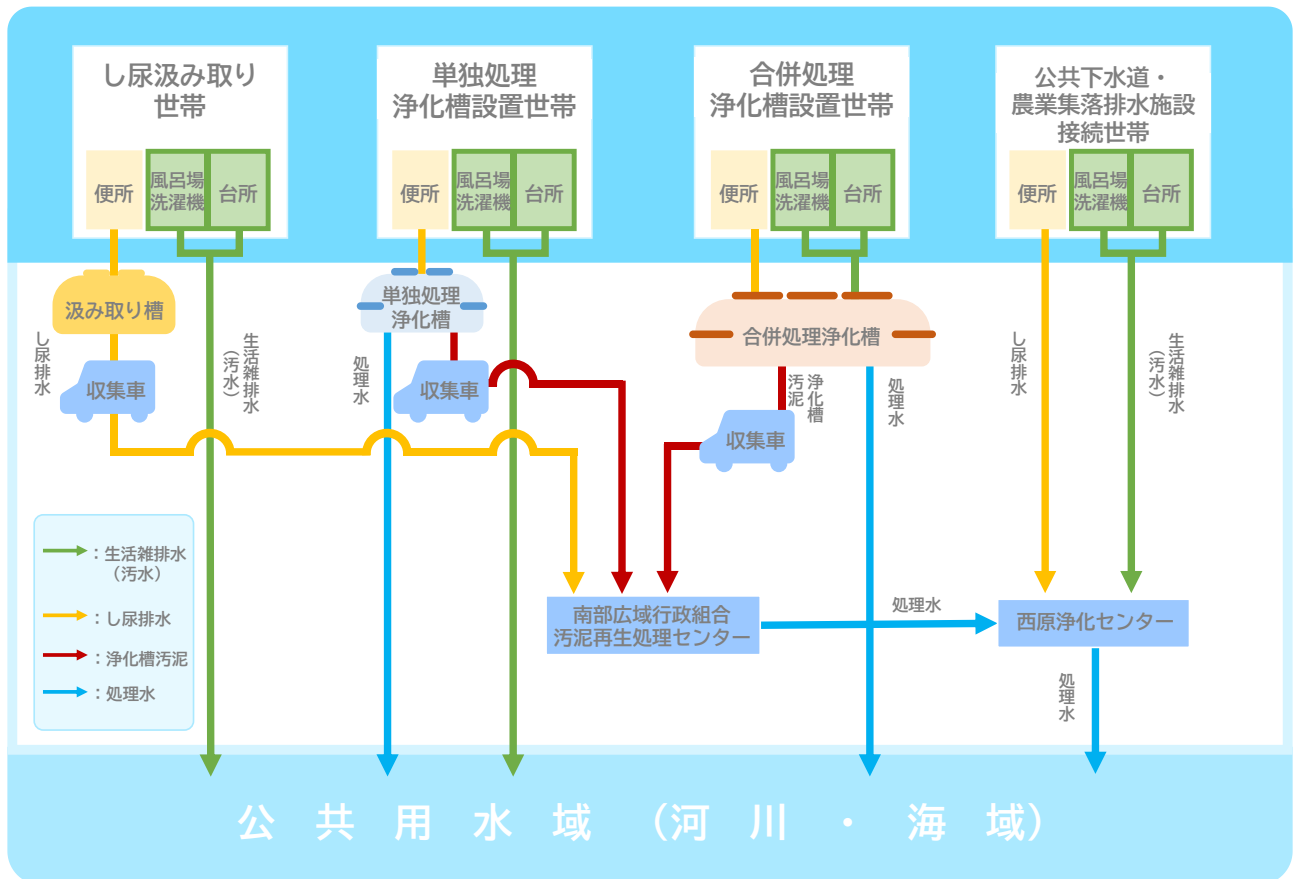 し尿汲み取り
世帯
便所
風呂場
洗濯機
台所
単独処理
浄化槽設置世帯
便所
風呂場
洗濯機
台所
合併処理
浄化槽設置世帯
便所
風呂場
洗濯機
台所
公共下水道・
農業集落排水施設
接続世帯
便所
風呂場
洗濯機
台所
汲み取り槽
し尿排水
収集車
生活雑排水
（汚水）
単独処理
浄化槽
処理水
収集車
合併処理浄化槽
浄化槽
汚泥
収集車
処理水
し尿排水
生活雑排水
（汚水）
：生活雑排水
（汚水）
：し尿排水
：浄化槽汚泥
：処理水
南部広域行政組合
汚泥再生処理センター
処理水
西原浄化センター
処理水
公共用水域（河川・海域）